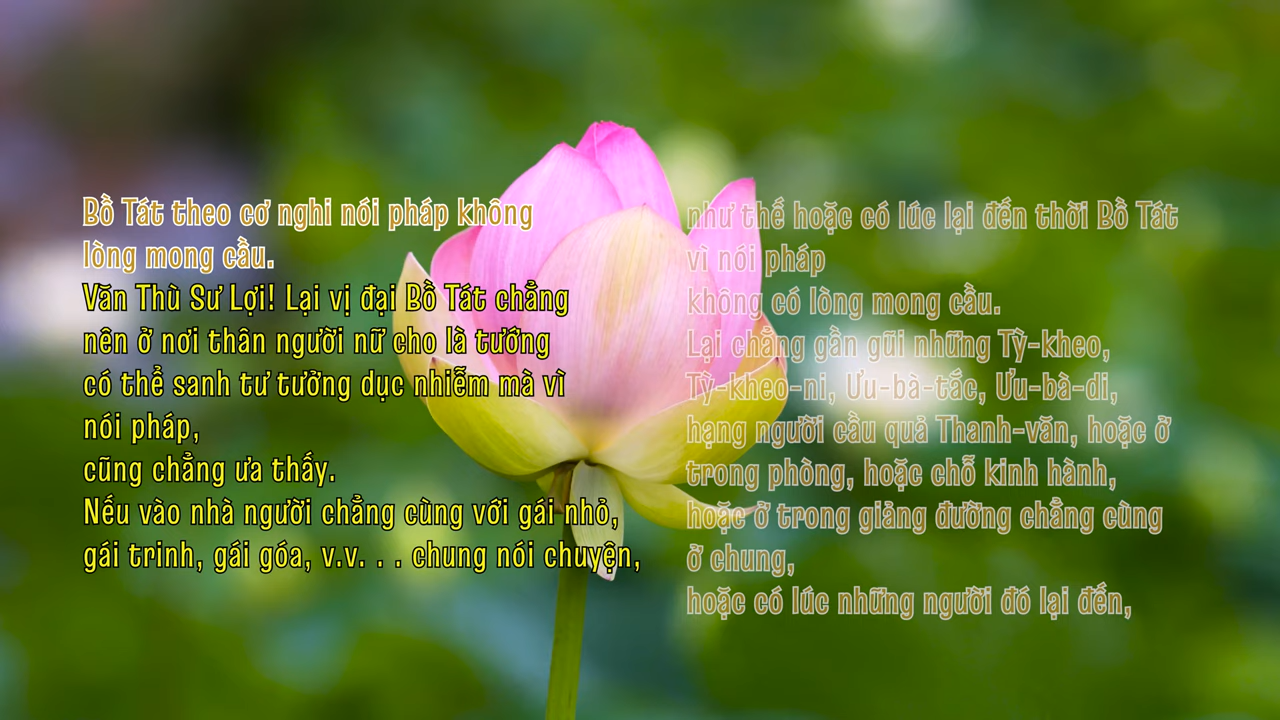 Bồ Tát theo cơ nghi nói pháp không
lòng mong cầu.
Văn Thù Sư Lợi! Lại vị đại Bồ Tát chẳng
nên ở nơi thân người nữ cho là tướng
có thể sanh tư tưởng dục nhiễm mà vì
nói pháp,
cũng chẳng ưa thấy.
Nếu vào nhà người chẳng cùng với gái nhỏ,
gái trinh, gái góa, v.v. . . chung nói chuyện,
như thế hoặc có lúc lại đến thời Bồ Tát
vì nói pháp
không có lòng mong cầu.
Lại chẳng gần gũi những Tỳ-kheo,
Tỳ-kheo-ni, Ưu-bà-tắc, Ưu-bà-di,
hạng người cầu quả Thanh-văn, hoặc ở
trong phòng, hoặc chỗ kinh hành,
hoặc ở trong giảng đường chẳng cùng
ở chung,
hoặc có lúc những người đó lại đến,